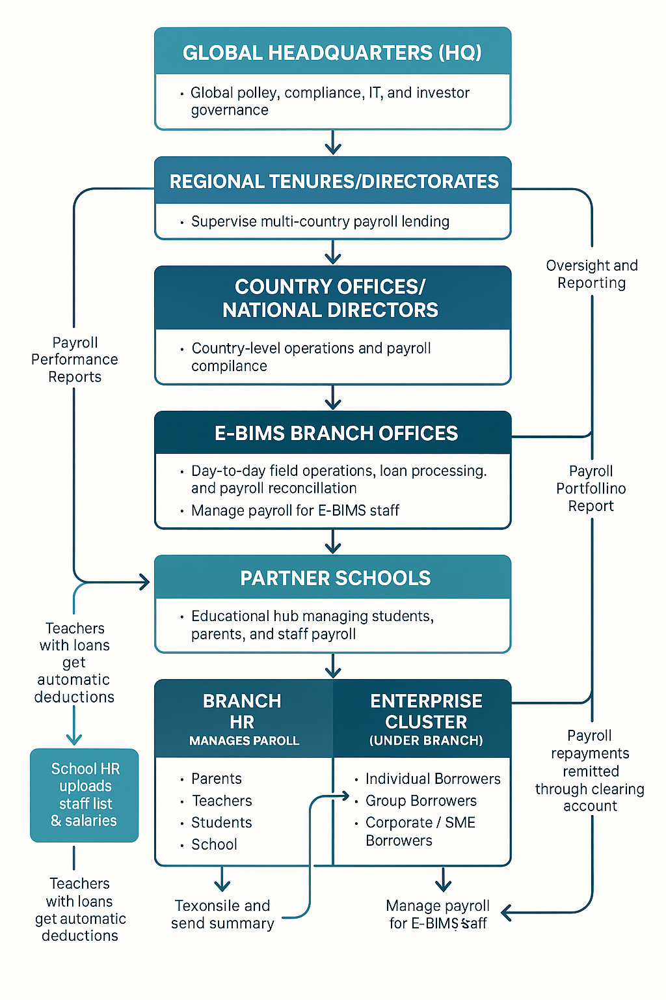 GLOBAL HEADQUARTERS (HQ)
• Global polley, compliance, IT, and investor
governance
REGIONAL TENURES/DIRECTORATES
• Supervise multi-country payroll lending
Oversight and
Reporting
COUNTRY OFFICES/
NATIONAL DIRECTORS
• Country-level operations and payroll
compilance
Payroll
Performance
Reports
E-BIMS BRANCH OFFICES
• Day-to-day field operations, loan processing.
and payroll reconcillation
• Manage payroll for E-BIMS staff
Payroll
Portfollino
Report
PARTNER SCHOOLS
• Educational hub managing students,
parents, and staff payroll
Teachers
with loans
get
automatic
deductions
School HR
uploads
staff list
& salaries
Teachers
with loans
get automatic
deductions
BRANCH
HR
MANAGES PAROLL
• Parents
• Teachers
• Students
• School
Texonsile and
send summary
ENTERPRISE
CLUSTER
(UNDER BRANCH)
• Individual Borrowers
• Group Borrowers
• Corporate / SME
Borrowers
Manage payroll
for E-BIMS
Payroll
repayments
remitted
through clearing
account